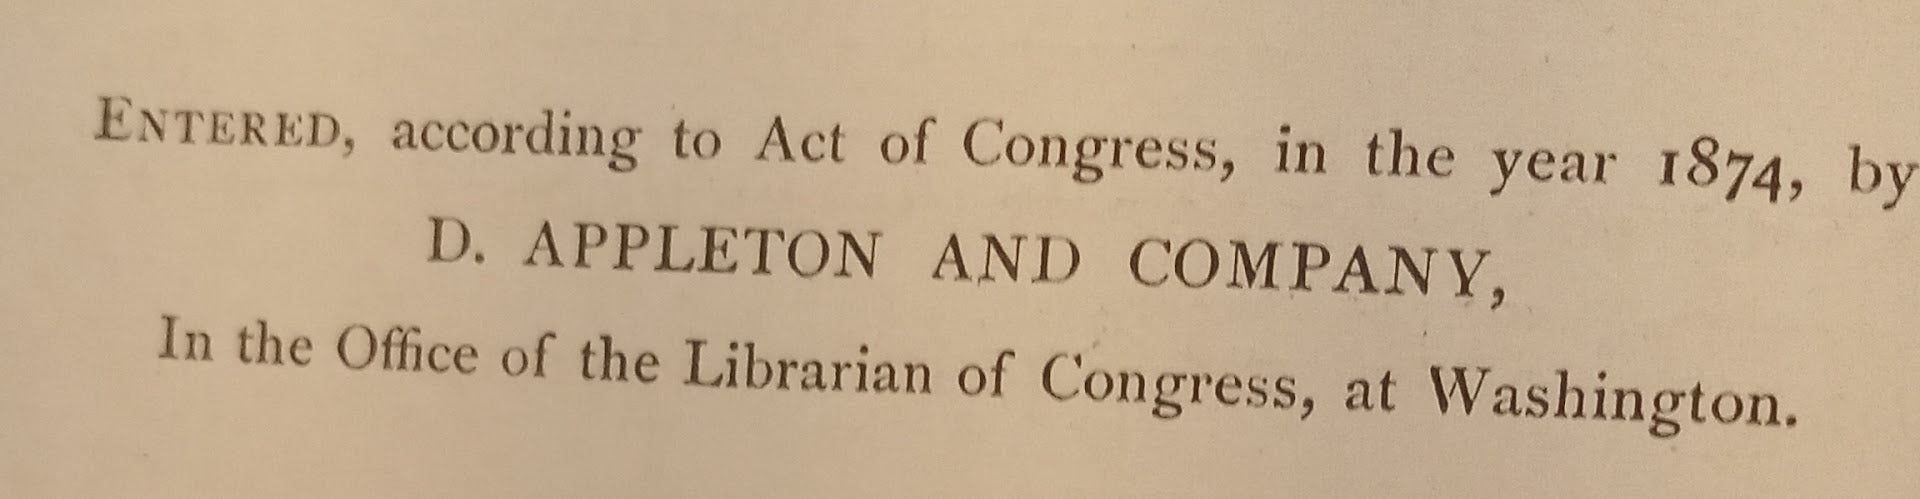 ENTERED, according to Act of Congress, in the year 1874, by
D. APPLETON AND COMPANY,
In the Office of the Librarian of Congress, at Washington.